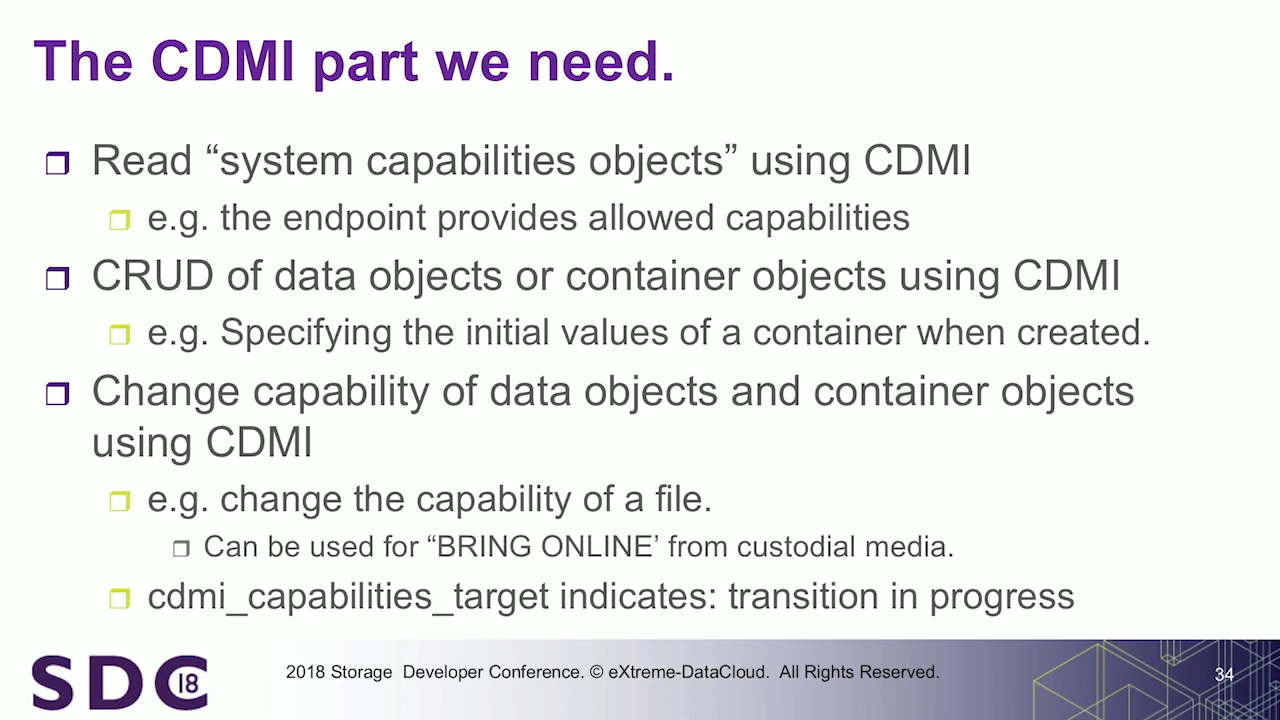 The CDMI part we need.
Read “system capabilities objects” using CDMI
e.g. the endpoint provides allowed capabilities
CRUD of data objects or container objects using CDMI
e.g. Specifying the initial values of a container when created.
Change capability of data objects and container objects
using CDMI
e.g. change the capability of a file.
Can be used for “BRING ONLINE’ from custodial media.
cdmi_capabilities_target indicates: transition in progress
SDC 18
2018 Storage  Developer Conference. © eXtreme-DataCloud.  All Rights Reserved.
34